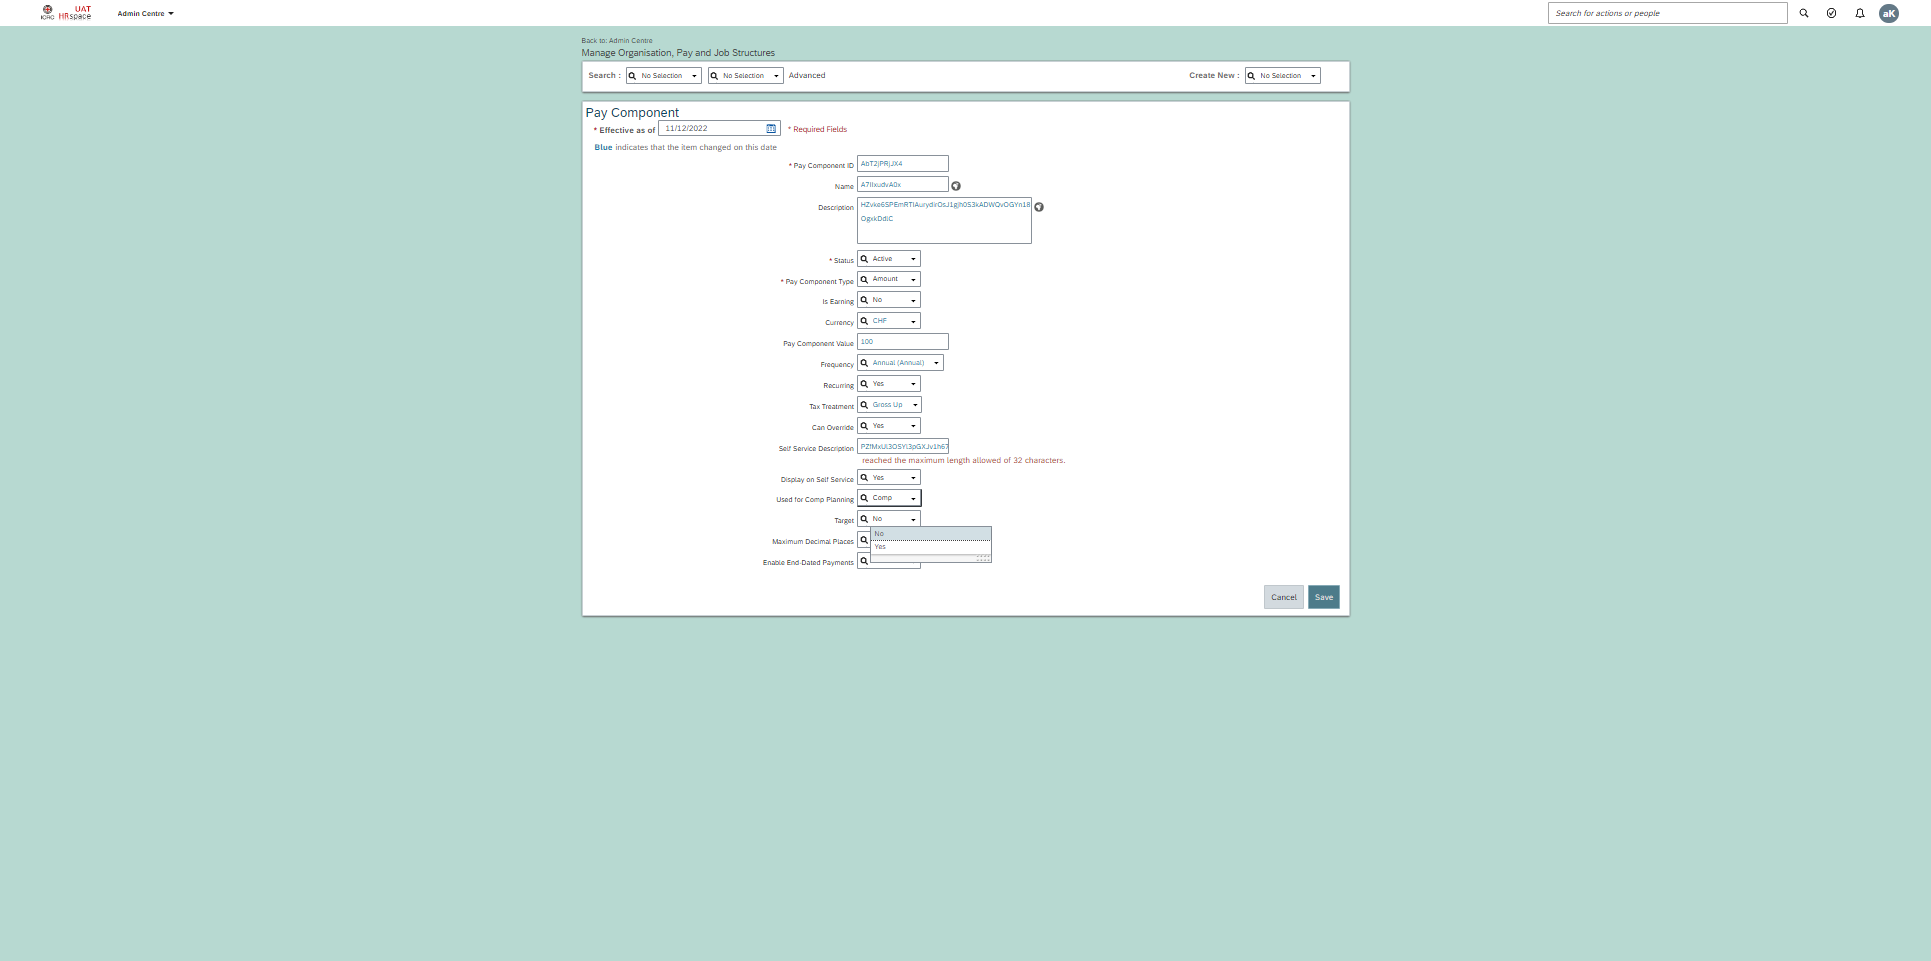 UAT
ICRC HRspace
Admin Centre
Search for actions or people
aK
Back to: Admin Centre
Manage Organisation, Pay and Job Structures
Search : No Selection No Selection Advanced
Create New : No Selection
Pay Component
* Effective as of 11/12/2022 * Required Fields
Blue indicates that the item changed on this date
* Pay Component ID AbT2jPRjJX4
Name
Description
OgxkDdlC
* Status Active
* Pay Component Type Amount
Is Earning No
Currency CHF
Pay Component Value 100
Frequency Annual (Annual)
Recurring Yes
Tax Treatment Gross Up
Can Override Yes
Self Service Description
reached the maximum length allowed of 32 characters.
Display on Self Service Yes
Used for Comp Planning Comp
Target No
No
Yes
Maximum Decimal Places
Enable End-Dated Payments
Cancel Save